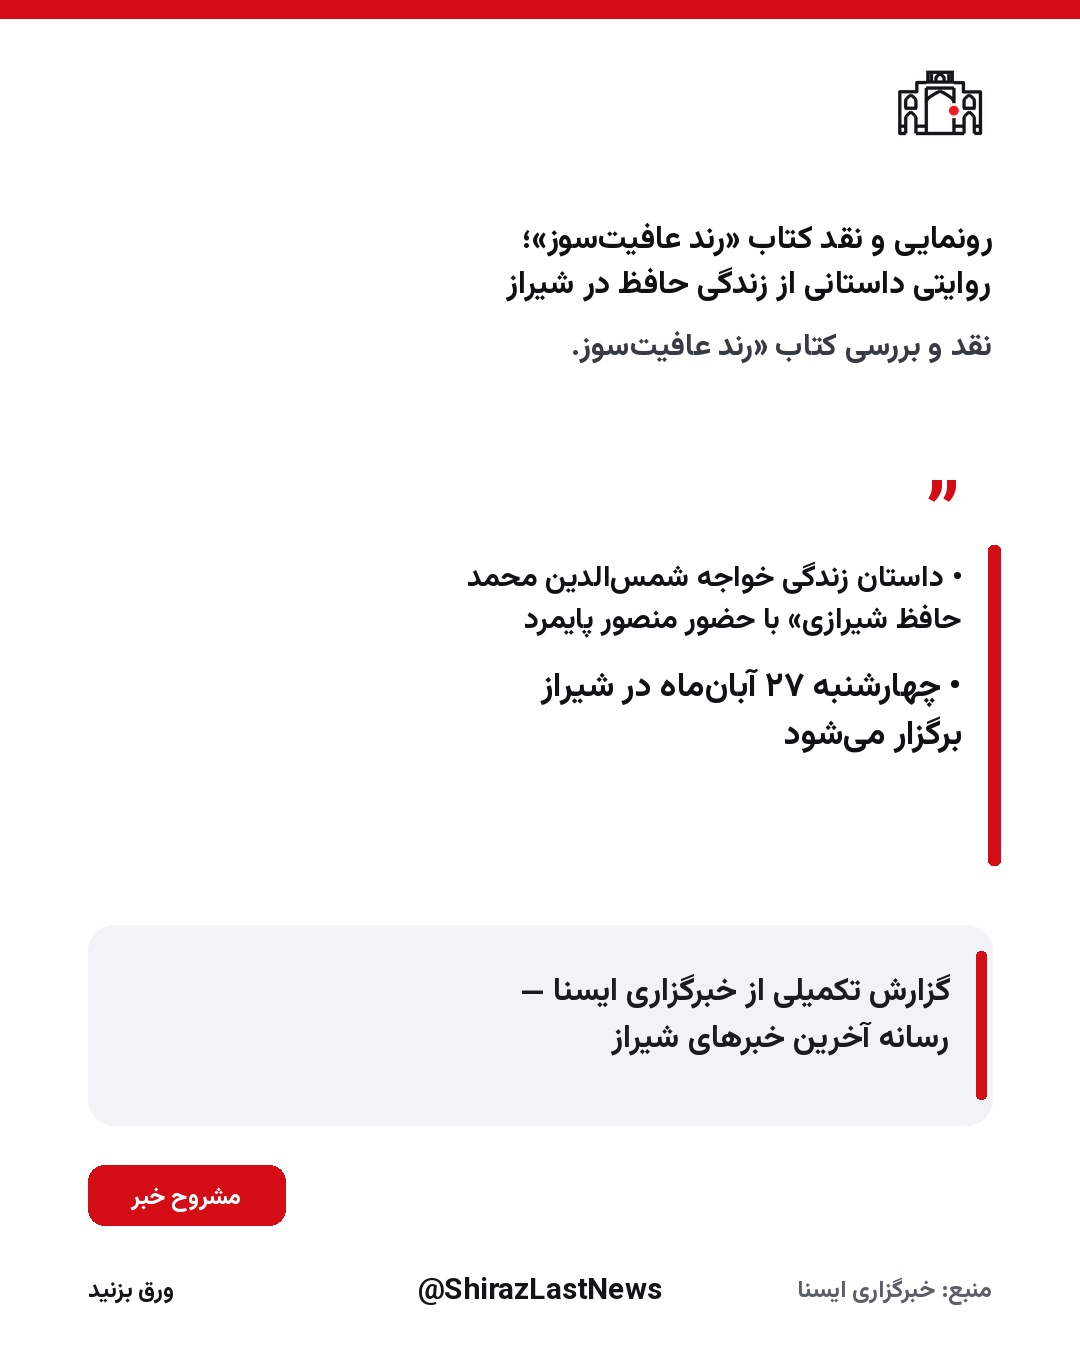 رونمایی و نقد کتاب «رند عافیت‌سوز»؛
روایتی داستانی از زندگی حافظ در شیراز
نقد و بررسی کتاب «رند عافیت‌سوز.
”
• داستان زندگی خواجه شمس‌الدین محمد
حافظ شیرازی» با حضور منصور پایمرد
• چهارشنبه ۲۷ آبان‌ماه در شیراز
برگزار می‌شود
گزارش تکمیلی از خبرگزاری ایسنا —
رسانه آخرین خبرهای شیراز
مشروح خبر
منبع: خبرگزاری ایسنا
@ShirazLastNews
ورق بزنید